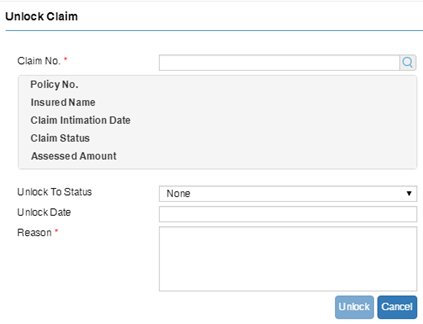 Unlock Claim
Claim No. *
Policy No.
Insured Name
Claim Intimation Date
Claim Status
Assessed Amount
Unlock To Status None
Unlock Date
Reason *
Unlock Cancel